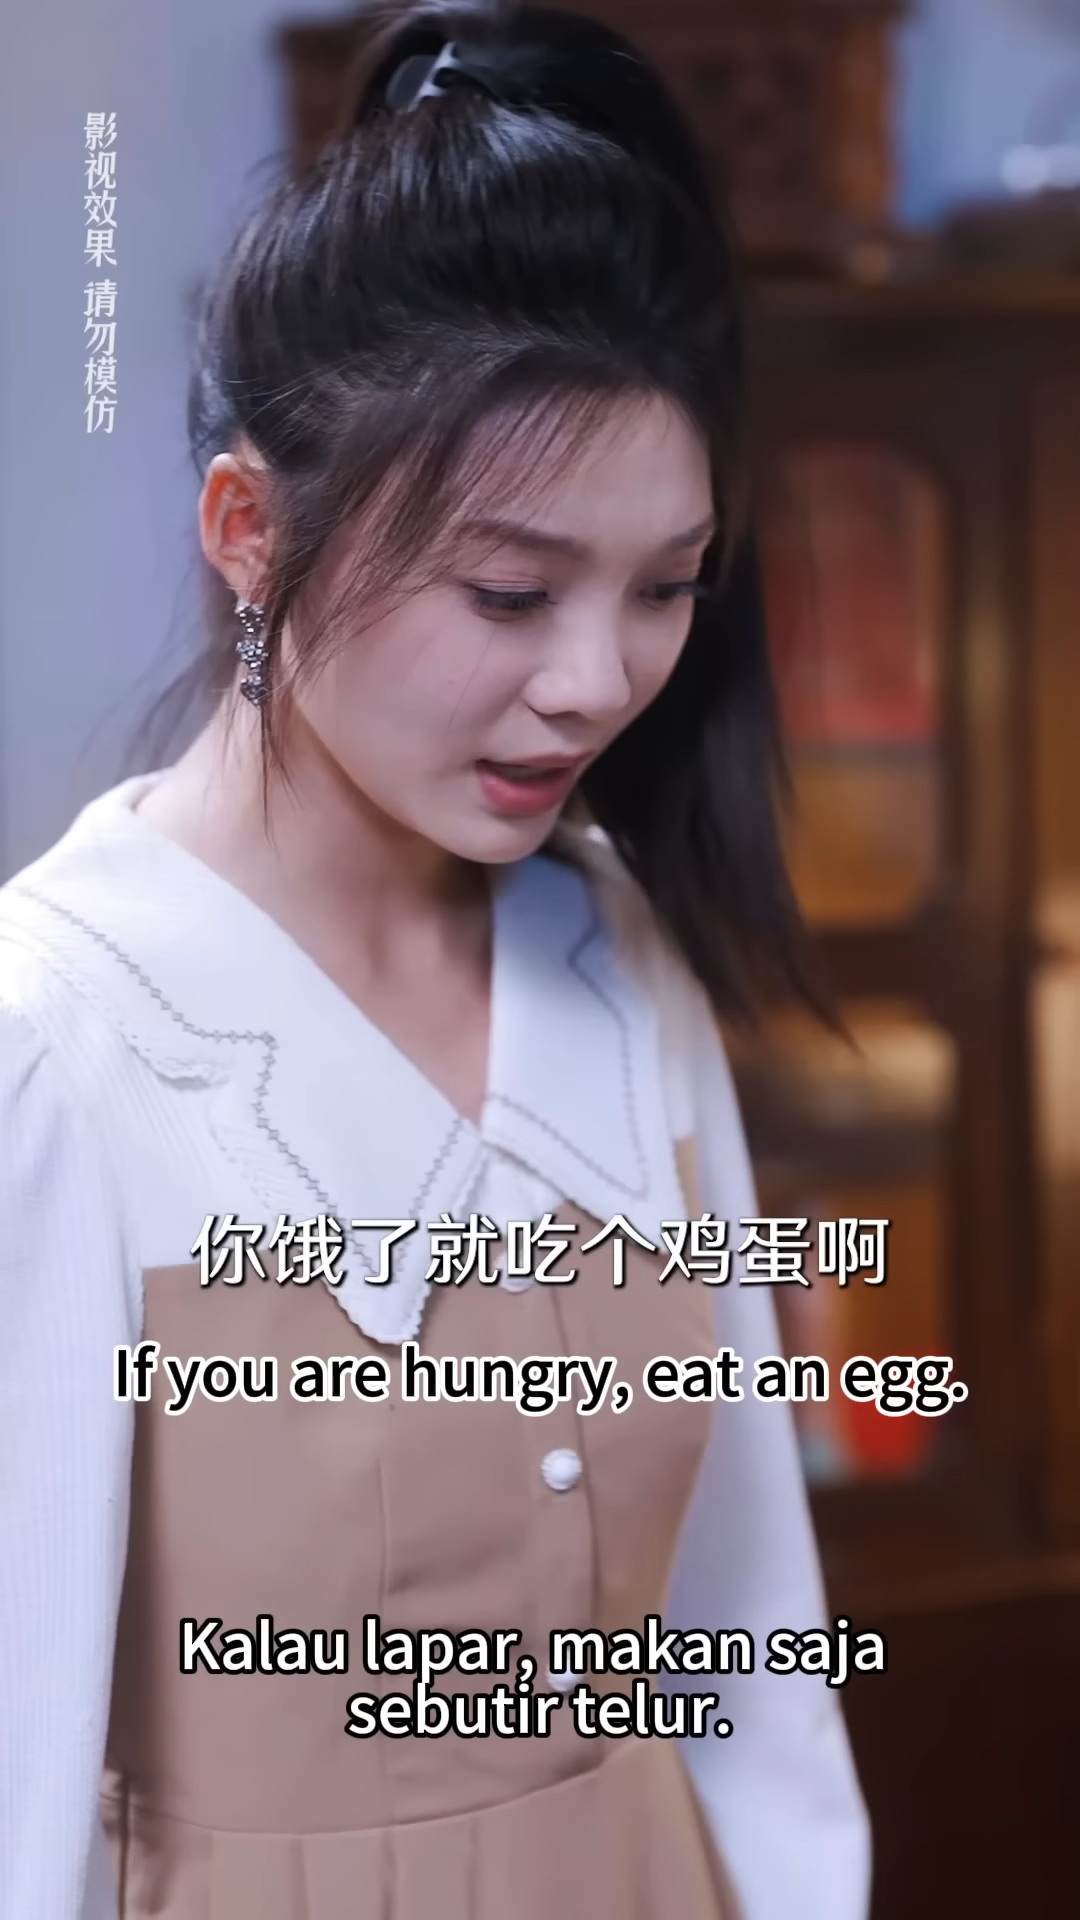 影视效果 请勿模仿
你饿了就吃个鸡蛋啊
If you are hungry, eat an egg.
Kalau lapar, makan saja
sebutir telur.